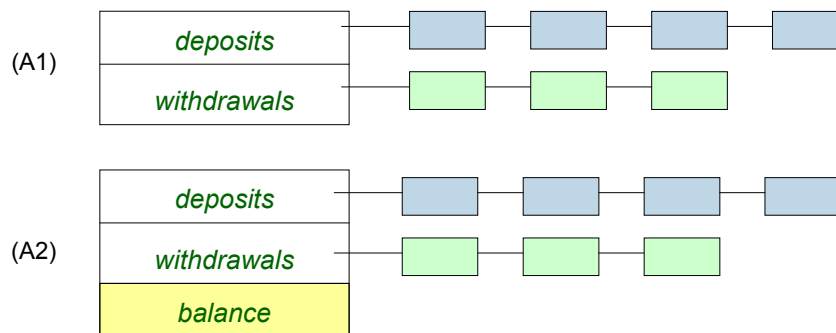 deposits
(A1)
withdrawals
deposits
withdrawals
(A2)
balance